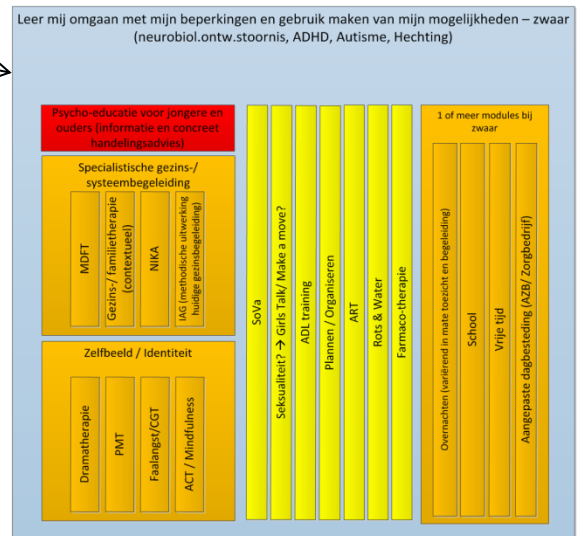 Leer mij omgaan met mijn beperkingen en gebruik maken van mijn mogelijkheden – zwaar
(neurobiol.ontw.stoornis, ADHD, Autisme, Hechting)
Psycho-educatie voor jongere en
ouders (Informatie en concreet
handelingsadvies)
Specialistische gezins-/
systeembegeleiding
MDFT
Gezins-/ familietherapie
(contextueel)
NIKA
IAG (methodische uitwerking
huidige gezinsbegeleiding)
Zelfbeeld / Identiteit
Dramatherapie
PMT
Faalangst/CGT
ACT / Mindfulness
SoVa
Seksualiteit? → Girls Talk/ Make a move?
ADL training
Plannen / Organiseren
ART
Rots & Water
Farmaco-therapie
1 of meer modules bij
zwaar
Overnachten (variërend in mate toezicht en begeleiding)
School
Vrije tijd
Aangepaste dagbesteding (AZB/ Zorgbedrijf)